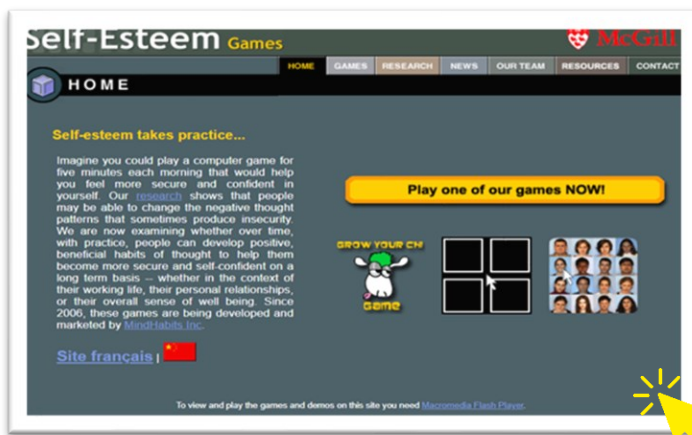 Self-Esteem Games
McGill
HOME GAMES RESEARCH NEWS OUR TEAM RESOURCES CONTACT
HOME
Self-esteem takes practice...
Imagine you could play a computer game for
five minutes each morning that would help
you feel more secure and confident in
yourself. Our research shows that people
may be able to change the negative thought
patterns that sometimes produce insecurity.
We are now examining whether over time,
with practice, people can develop positive,
beneficial habits of thought to help them
become more secure and self-confident on a
long term basis -- whether in the context of
their working life, their personal relationships,
or their overall sense of well being. Since
2006, these games are being developed and
marketed by MindHabits Inc.
Site français |
Play one of our games NOW!
GROW YOUR CHI
Game
To view and play the games and demos on this site you need Macromedia Flash Player.